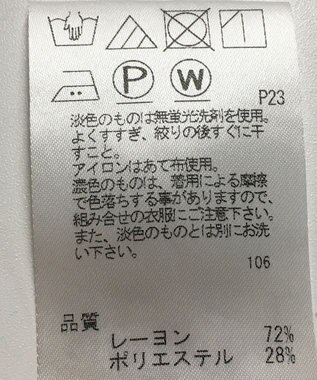 P
W
P23
淡色のものは無蛍光洗剤を使用。
よくすすぎ、絞りの後すぐに干
すこと。
アイロンはあて布使用。
濃色のものは、着用による摩擦
で色落ちする事がありますので、
組み合せの衣服にご注意下さい。
また、淡色のものとは別にお洗
い下さい。
106
品質
レーヨン 72%
ポリエステル 28%